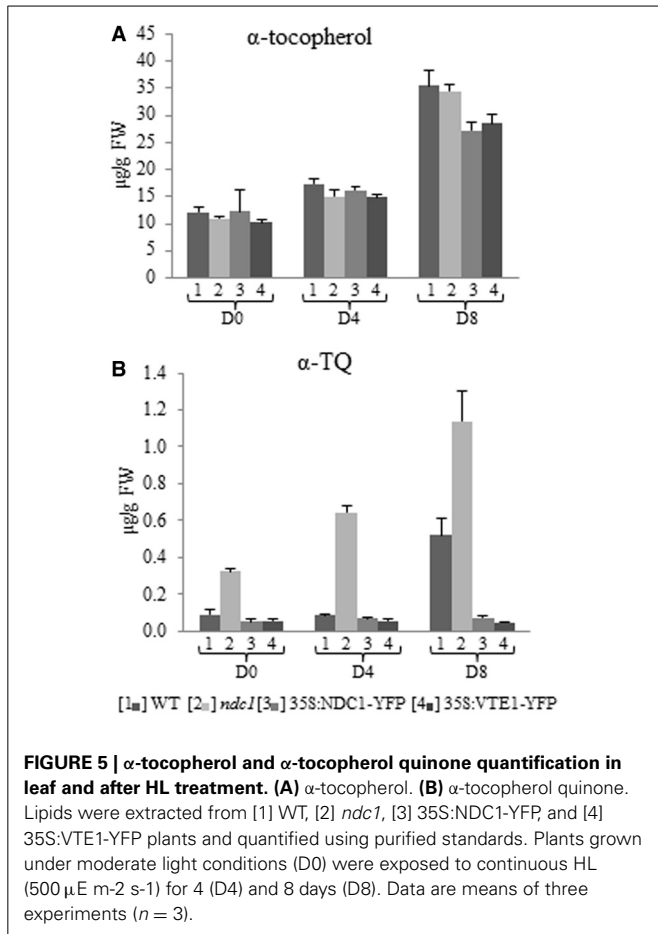 A
α-tocopherol
45
40
35
30
25
20
15
10
5
0
µg/g FW
1 2 3 4 1 2 3 4 1 2 3 4
D0 D4 D8
B
α-TQ
1.4
1.2
1.0
0.8
0.6
0.4
0.2
0.0
µg/g FW
1 2 3 4 1 2 3 4 1 2 3 4
D0 D4 D8
[1■] WT [2■] ndc1 [3■] 35S:NDC1-YFP [4■] 35S:VTE1-YFP
FIGURE 5 | α-tocopherol and α-tocopherol quinone quantification in
leaf and after HL treatment. (A) α-tocopherol. (B) α-tocopherol quinone.
Lipids were extracted from [1] WT, [2] ndc1, [3] 35S:NDC1-YFP, and [4]
35S:VTE1-YFP plants and quantified using purified standards. Plants grown
under moderate light conditions (D0) were exposed to continuous HL
(500 µE m-2 s-1) for 4 (D4) and 8 days (D8). Data are means of three
experiments (n = 3).